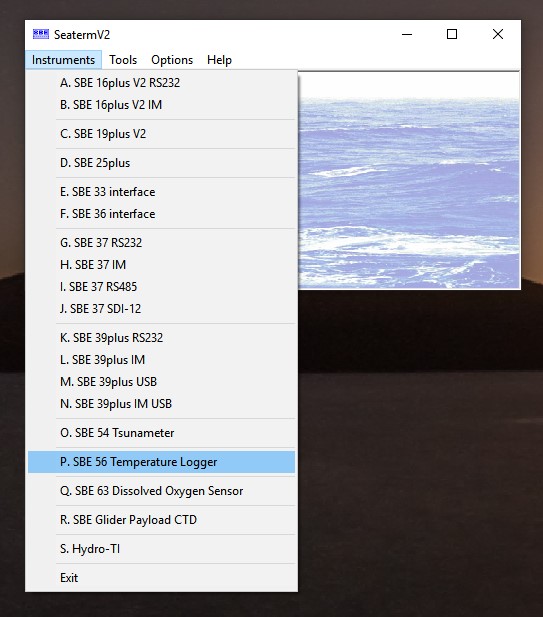 SBE
SeatermV2
Instruments Tools Options Help
A. SBE 16plus V2 RS232
B. SBE 16plus V2 IM
C. SBE 19plus V2
D. SBE 25plus
E. SBE 33 interface
F. SBE 36 interface
G. SBE 37 RS232
H. SBE 37 IM
I. SBE 37 RS485
J. SBE 37 SDI-12
K. SBE 39plus RS232
L. SBE 39plus IM
M. SBE 39plus USB
N. SBE 39plus IM USB
O. SBE 54 Tsunameter
P. SBE 56 Temperature Logger
Q. SBE 63 Dissolved Oxygen Sensor
R. SBE Glider Payload CTD
S. Hydro-TI
Exit